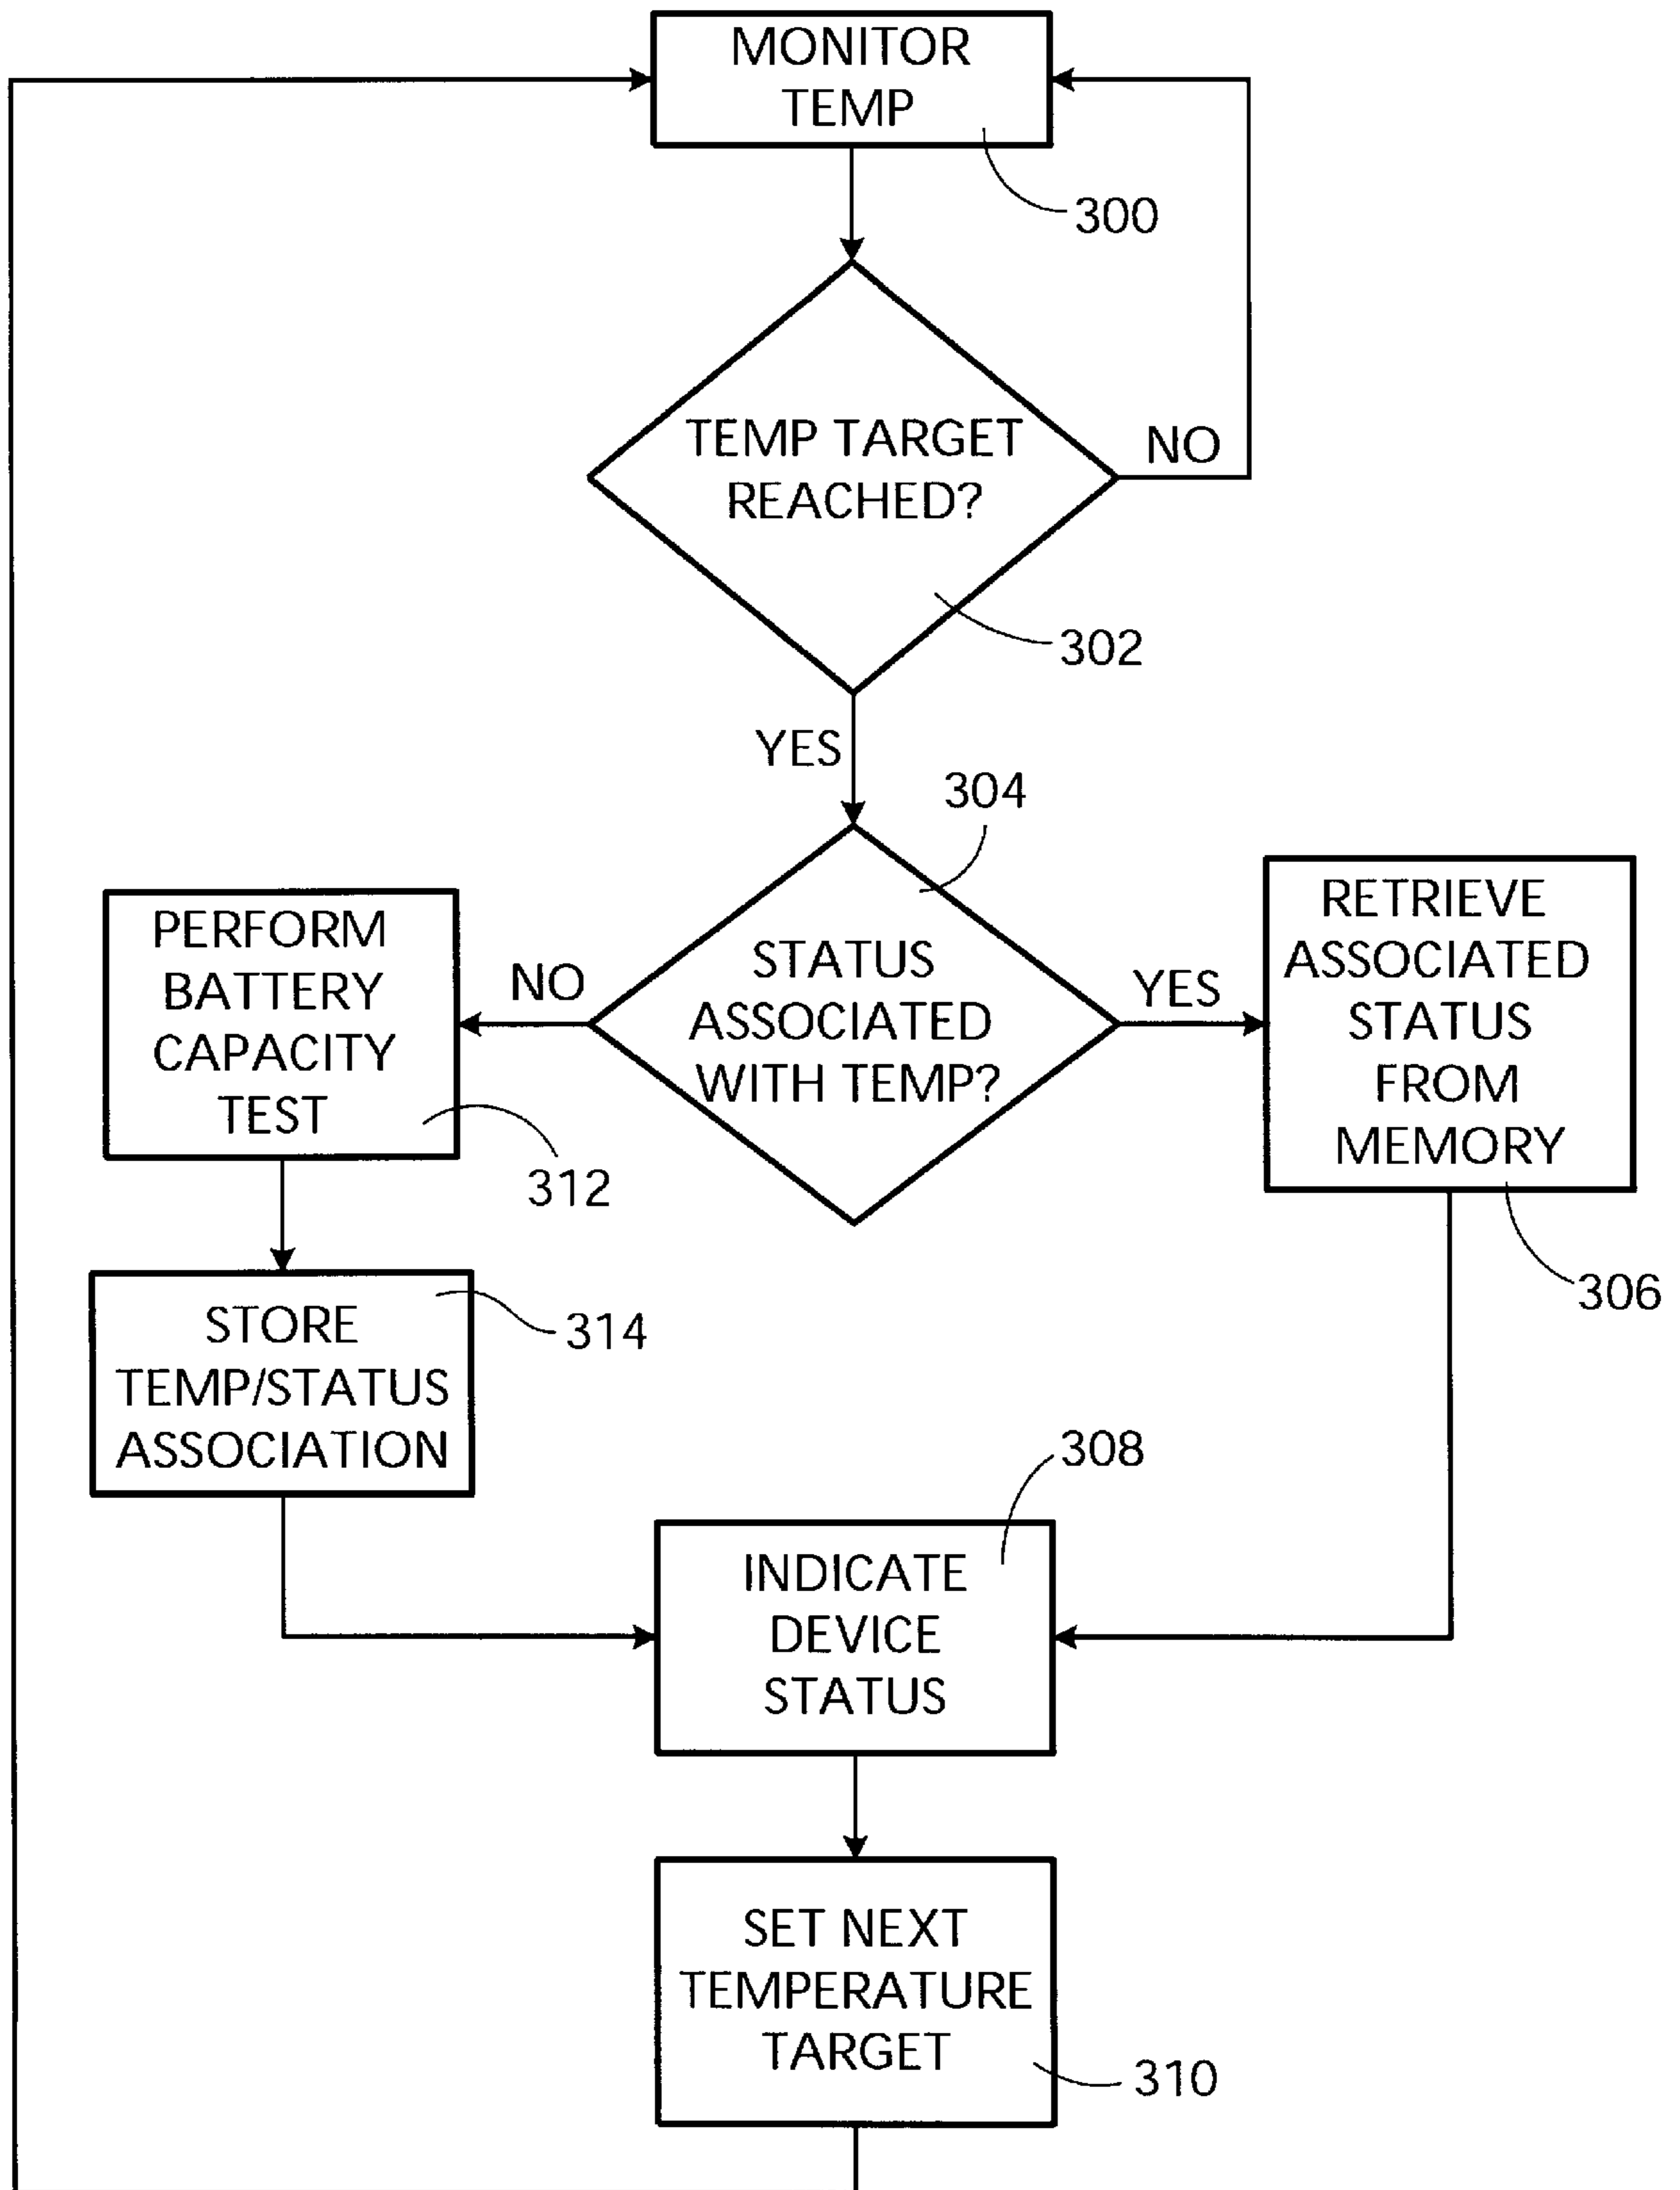 MONITOR
TEMP
300
TEMP TARGET
REACHED?
NO
302
YES
304
STATUS
ASSOCIATED
WITH TEMP?
NO
YES
PERFORM
BATTERY
CAPACITY
TEST
312
RETRIEVE
ASSOCIATED
STATUS
FROM
MEMORY
306
STORE
TEMP/STATUS
ASSOCIATION
314
308
INDICATE
DEVICE
STATUS
SET NEXT
TEMPERATURE
TARGET
310